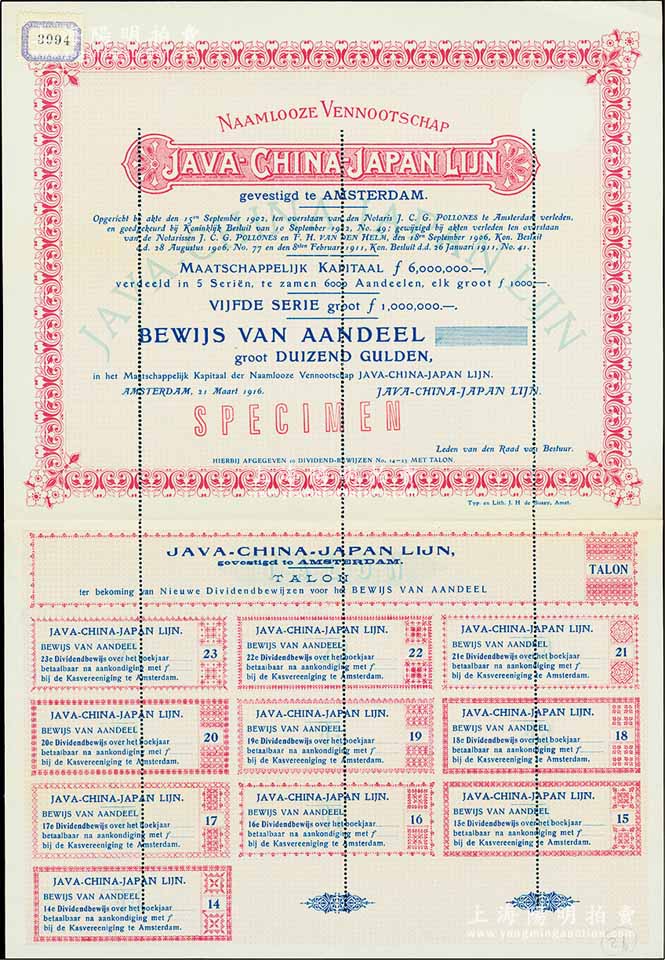 3994
NAAMLOOZE VENNOOTSCHAP
JAVA-CHINA-JAPAN LIJN
gevestigd te AMSTERDAM.
Opgericht bij akte den 15den September 1902, ten overstaan van den Notaris J. C. G. POLLONES te Amsterdam verleden,
en goedgekeurd bij Koninklijk Besluit van 10 September 1902, No. 49; gewijzigd bij akten verleden ten overstaan
van de Notarissen J. C. G. POLLONES en F. H. VAN DEN HELM, den 18den September 1906, Kon. Besluit
d.d. 28 Augustus 1906, No. 77 en den 8sten Februari 1911, Kon. Besluit d.d. 26 Januari 1911, No. 41.
MAATSCHAPPELIJK KAPITAAL f 6,000,000.—,
verdeeld in 5 Seriën, te zamen 6000 Aandeelen, elk groot f 1000—.
VIJFDE SERIE groot f 1,000,000.—.
BEWIJS VAN AANDEEL
groot DUIZEND GULDEN,
in het Maatschappelijk Kapitaal der Naamlooze Vennootschap JAVA-CHINA-JAPAN LIJN.
AMSTERDAM, 21 Maart 1916. JAVA-CHINA-JAPAN LIJN.
SPECIMEN
Leden van den Raad van Bestuur.
HIERBIJ AFGEGEVEN 10 DIVIDEND-BEWIJZEN No. 14-23 MET TALON.
Typ. en Lith. J. H. de Bussy, Amst.
JAVA-CHINA-JAPAN LIJN,
gevestigd te AMSTERDAM.
TALON
TALON
ter bekoming van Nieuwe Dividendbewijzen voor het BEWIJS VAN AANDEEL
JAVA-CHINA-JAPAN LIJN.
BEWIJS VAN AANDEEL
23
23e Dividendbewijs over het boekjaar
betaalbaar na aankondiging met f
bij de Kasvereeniging te Amsterdam.
JAVA-CHINA-JAPAN LIJN.
BEWIJS VAN AANDEEL
22
22e Dividendbewijs over het boekjaar
betaalbaar na aankondiging met f
bij de Kasvereeniging te Amsterdam.
JAVA-CHINA-JAPAN LIJN.
BEWIJS VAN AANDEEL
21
21e Dividendbewijs over het boekjaar
betaalbaar na aankondiging met f
bij de Kasvereeniging te Amsterdam.
JAVA-CHINA-JAPAN LIJN.
BEWIJS VAN AANDEEL
20
20e Dividendbewijs over het boekjaar
betaalbaar na aankondiging met f
bij de Kasvereeniging te Amsterdam.
JAVA-CHINA-JAPAN LIJN.
BEWIJS VAN AANDEEL
19
19e Dividendbewijs over het boekjaar
betaalbaar na aankondiging met f
bij de Kasvereeniging te Amsterdam.
JAVA-CHINA-JAPAN LIJN.
BEWIJS VAN AANDEEL
18
18e Dividendbewijs over het boekjaar
betaalbaar na aankondiging met f
bij de Kasvereeniging te Amsterdam.
JAVA-CHINA-JAPAN LIJN.
BEWIJS VAN AANDEEL
17
17e Dividendbewijs over het boekjaar
betaalbaar na aankondiging met f
bij de Kasvereeniging te Amsterdam.
JAVA-CHINA-JAPAN LIJN.
BEWIJS VAN AANDEEL
16
16e Dividendbewijs over het boekjaar
betaalbaar na aankondiging met f
bij de Kasvereeniging te Amsterdam.
JAVA-CHINA-JAPAN LIJN.
BEWIJS VAN AANDEEL
15
15e Dividendbewijs over het boekjaar
betaalbaar na aankondiging met f
bij de Kasvereeniging te Amsterdam.
JAVA-CHINA-JAPAN LIJN.
BEWIJS VAN AANDEEL
14
14e Dividendbewijs over het boekjaar
betaalbaar na aankondiging met f
bij de Kasvereeniging te Amsterdam.
上海陽明拍賣
www.yangmingauction.com